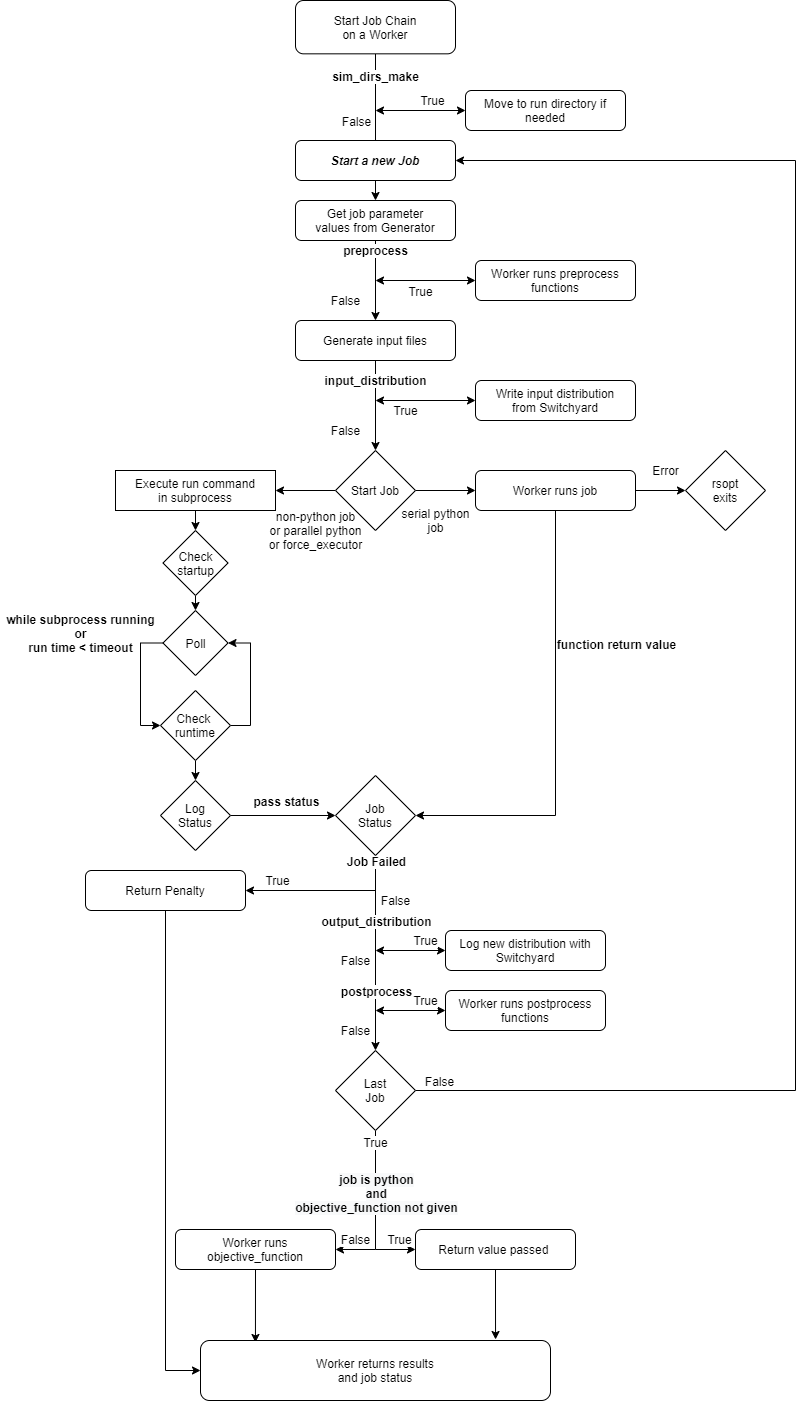 Start Job Chain
on a Worker
sim_dirs_make
True
Move to run directory if
needed
False
Start a new Job
Get job parameter
values from Generator
preprocess
Worker runs preprocess
functions
True
False
Generate input files
input_distribution
Write input distribution
from Switchyard
True
False
Execute run command
in subprocess
Start Job
Worker runs job
Error
rsopt
exits
non-python job
or parallel python
or force_executor
serial python
job
Check
startup
while subprocess running
or
run time < timeout
Poll
function return value
Check
runtime
Log
Status
pass status
Job
Status
Job Failed
True
Return Penalty
False
output_distribution
True
Log new distribution with
Switchyard
False
postprocess
True
Worker runs postprocess
functions
False
Last
Job
False
True
job is python
and
objective_function not given
Worker runs
objective_function
False
True
Return value passed
Worker returns results
and job status